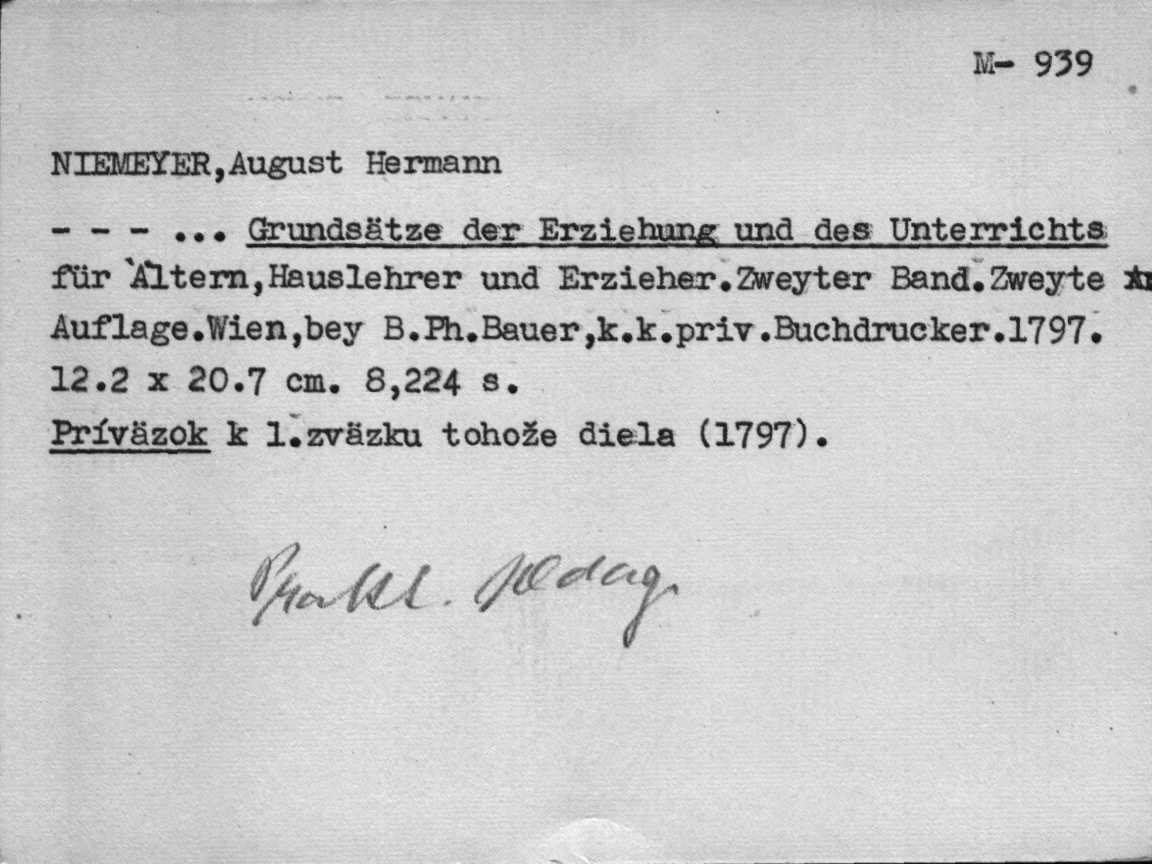 M- 939
NIEMEYER,August Hermann
- - - ... Grundsätze der Erziehung und des Unterrichts
für Ältern,Hauslehrer und Erzieher.Zweyter Band.Zweyte
Auflage.Wien,bey B.Ph.Bauer,k.k.priv.Buchdrucker.1797.
12.2 x 20.7 cm. 8,224 s.
Príväzok k 1.zväzku tohože diela (1797).
Prakt. Pedag.